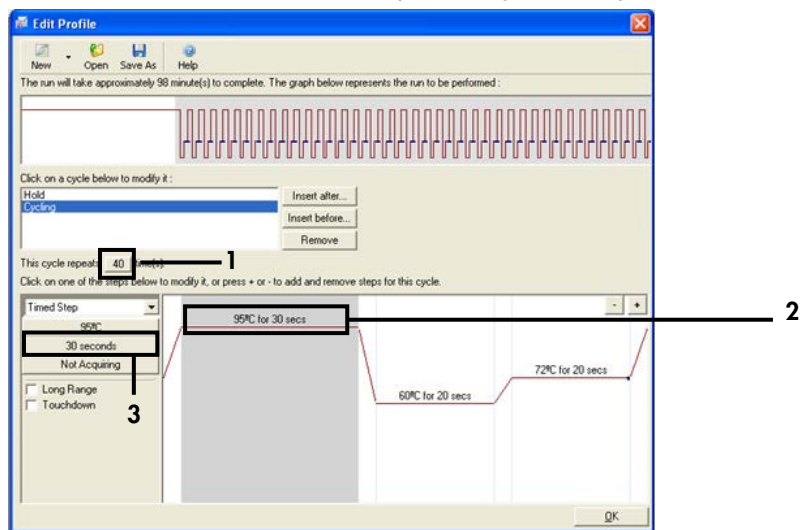 Edit Profile
New Open Save As Help
The run will take approximately 98 minute(s) to complete. The graph below represents the run to be performed :
Click on a cycle below to modify it :
Hold
Cycling
Insert after...
Insert before...
Remove
This cycle repeats 40 time(s).
1
Click on one of the steps below to modify it, or press + or - to add and remove steps for this cycle.
Timed Step
- +
95ºC
30 seconds
Not Acquiring
Long Range
Touchdown
3
95ºC for 30 secs
2
60ºC for 20 secs
72ºC for 20 secs
OK